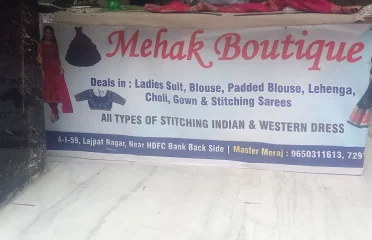 Mehak Boutique
Deals in : Ladies Suit, Blouse, Padded Blouse, Lehenga,
Choli, Gown & Stitching Sarees
All TYPES OF STITCHING INDIAN & WESTERN DRESS
a-I-59, Lajpat Nagar, Near HDFC Bank Back Side | Master Meraj : 9650311613, 729